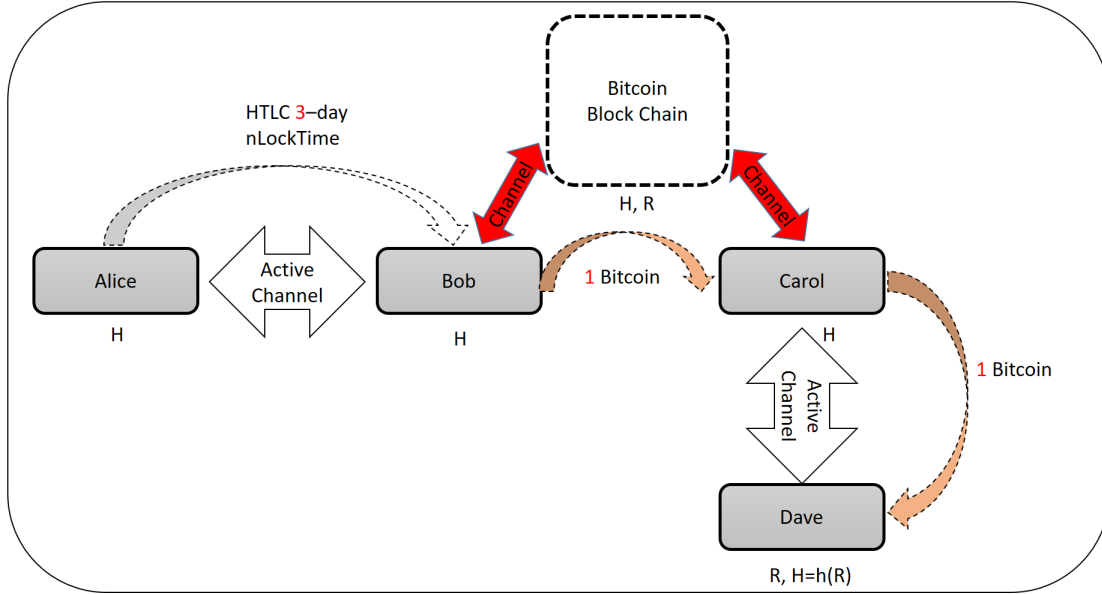 Bitcoin
Block Chain
HTLC 3–day
nLockTime
Channel
Channel
H, R
Alice
Active
Channel
Bob
1 Bitcoin
Carol
H
H
H
Active
Channel
1 Bitcoin
Dave
R, H=h(R)